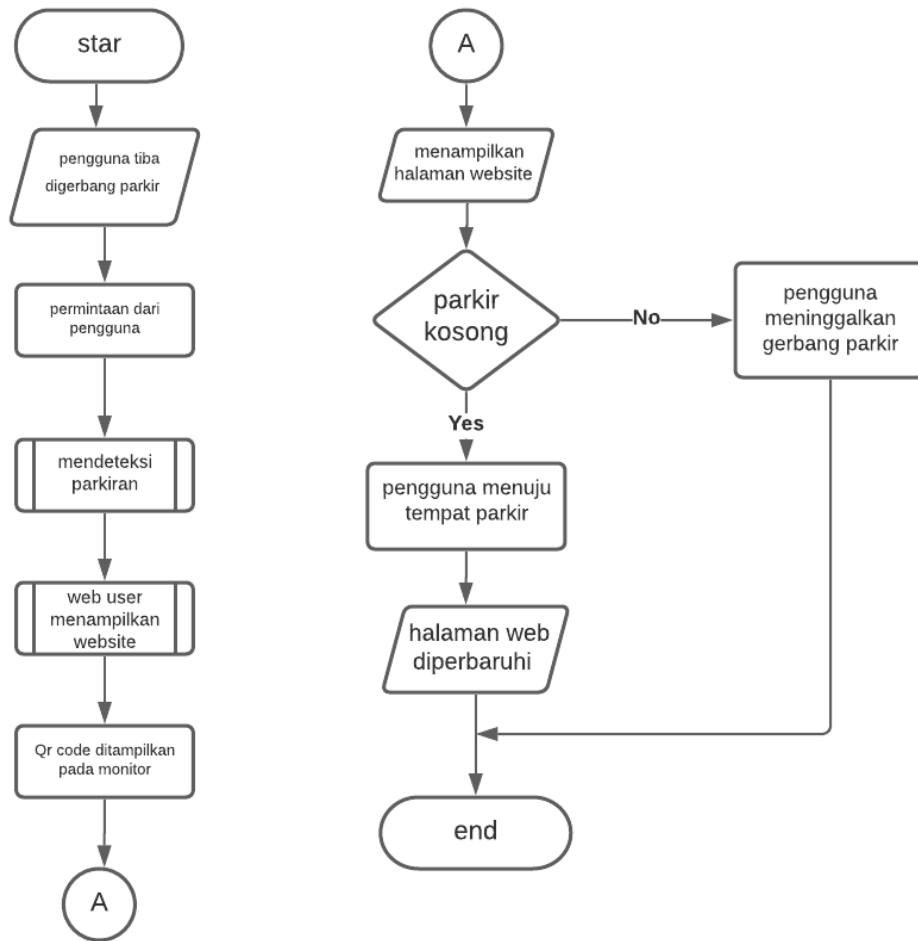 star
pengguna tiba
digerbang parkir
permintaan dari
pengguna
mendeteksi
parkiran
web user
menampilkan
website
Qr code ditampilkan
pada monitor
A
A
menampilkan
halaman website
parkir
kosong
No
pengguna
meninggalkan
gerbang parkir
Yes
pengguna menuju
tempat parkir
halaman web
diperbaruhi
end